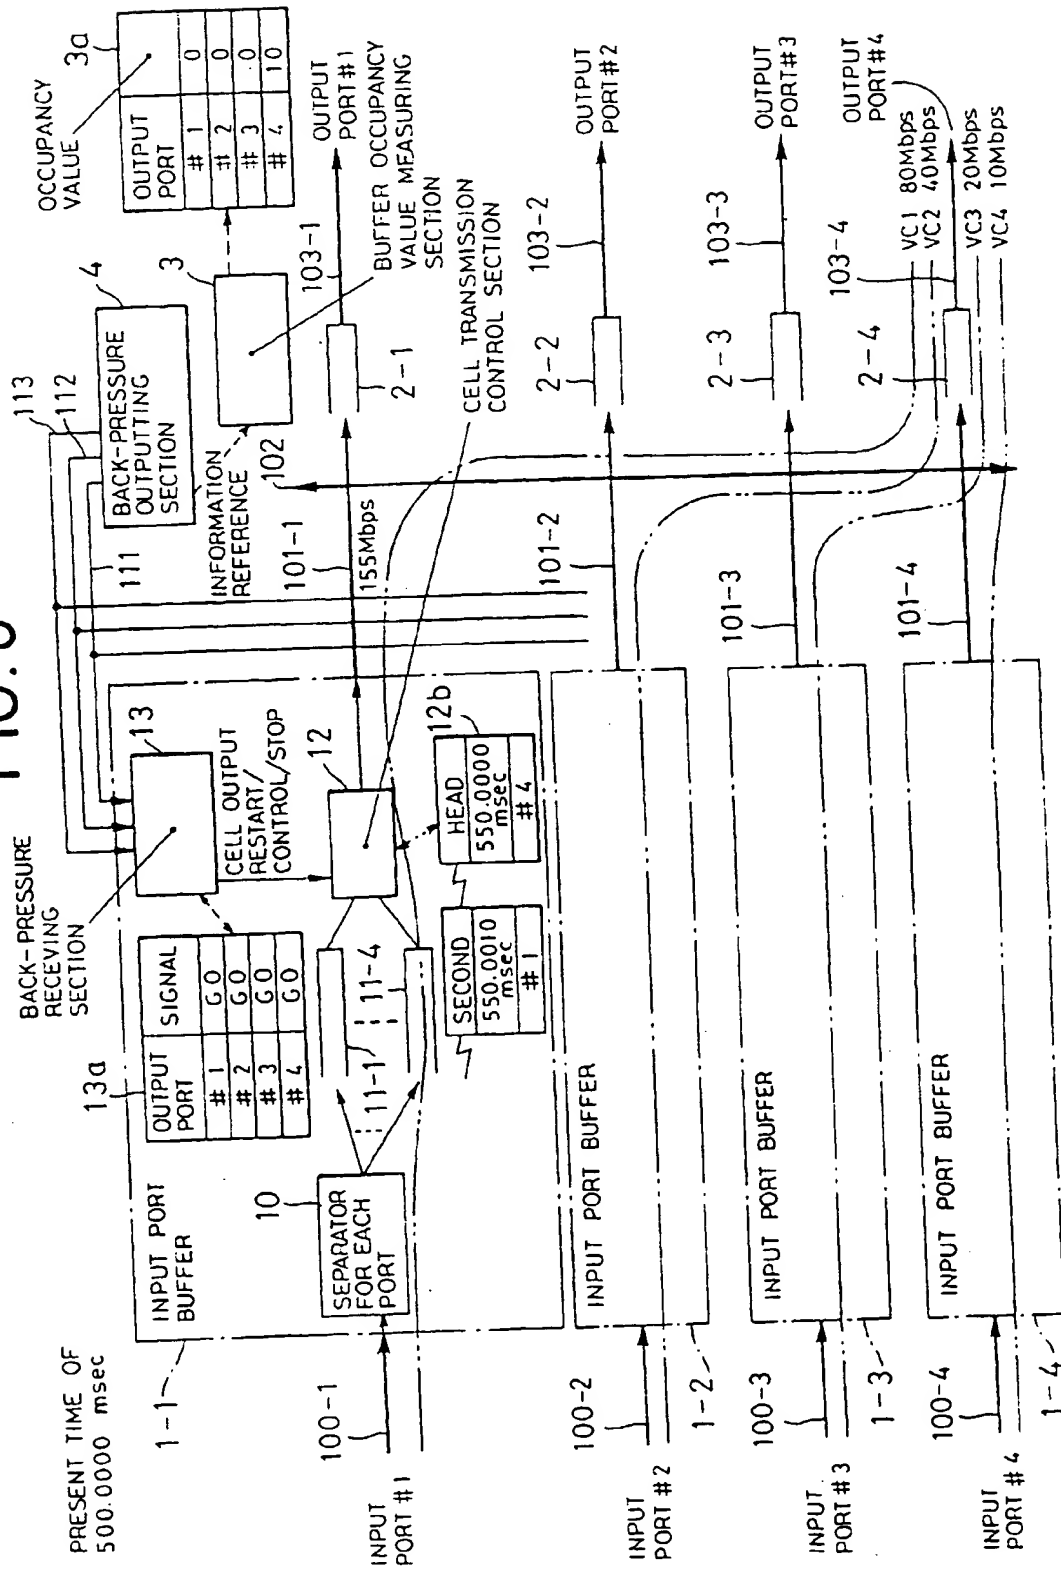 PRESENT TIME OF
500.0000 msec
1-1
INPUT PORT
BUFFER
100-1
INPUT
PORT #1
10
SEPARATOR
FOR EACH
PORT
11-1
11-4
13a
OUTPUT
PORT
SIGNAL
# 1
GO
# 2
GO
# 3
GO
# 4
GO
BACK-PRESSURE
RECEVING
SECTION
13
CELL OUTPUT
RESTART/
CONTROL/STOP
12
12b
SECOND
550.0010
msec
# 1
HEAD
550.0000
msec
# 4
111
112
113
4
BACK-PRESSURE
OUTPUTTING
SECTION
INFORMATION
REFERENCE
3
BUFFER OCCUPANCY
VALUE MEASURING
SECTION
OCCUPANCY
VALUE
3a
OUTPUT
PORT
# 1
0
# 2
0
# 3
0
# 4
10
102
101-1
155Mbps
2-1
103-1
OUTPUT
PORT#1
CELL TRANSMISSION
CONTROL SECTION
100-2
INPUT
PORT #2
1-2
INPUT PORT BUFFER
101-2
2-2
103-2
OUTPUT
PORT#2
100-3
INPUT
PORT #3
1-3
INPUT PORT BUFFER
101-3
2-3
103-3
OUTPUT
PORT#3
100-4
INPUT
PORT #4
1-4
INPUT PORT BUFFER
101-4
2-4
103-4
OUTPUT
PORT#4
VC1 80Mbps
VC2 40Mbps
VC3 20Mbps
VC4 10Mbps